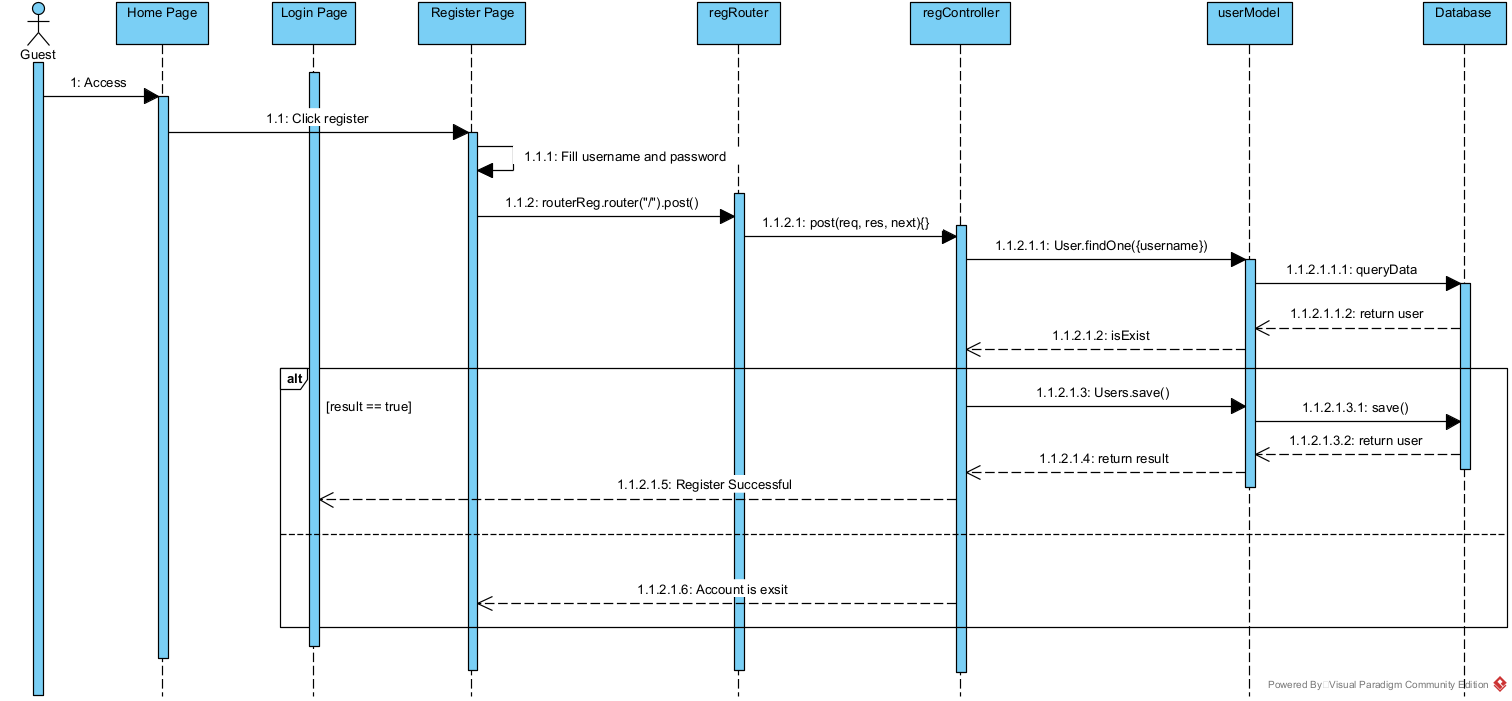 Home Page
Login Page
Register Page
regRouter
regController
userModel
Database
Guest
1: Access
1.1: Click register
1.1.1: Fill username and password
1.1.2: routerReg.router("/").post()
1.1.2.1: post(req, res, next){}
1.1.2.1.1: User.findOne({username})
1.1.2.1.1.1: queryData
1.1.2.1.1.2: return user
1.1.2.1.2: isExist
alt
[result == true]
1.1.2.1.3: Users.save()
1.1.2.1.3.1: save()
1.1.2.1.3.2: return user
1.1.2.1.4: return result
1.1.2.1.5: Register Successful
1.1.2.1.6: Account is exsit
Powered By Visual Paradigm Community Edition